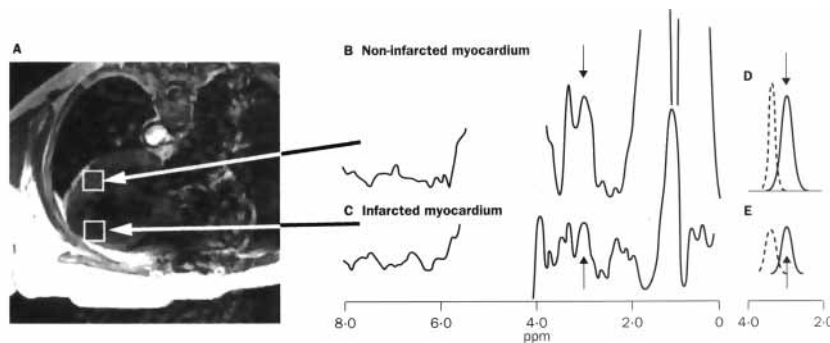 A
B Non-infarcted myocardium
D
C Infarcted myocardium
E
8·0 6·0 4·0 2·0 0
ppm
4·0 2·0